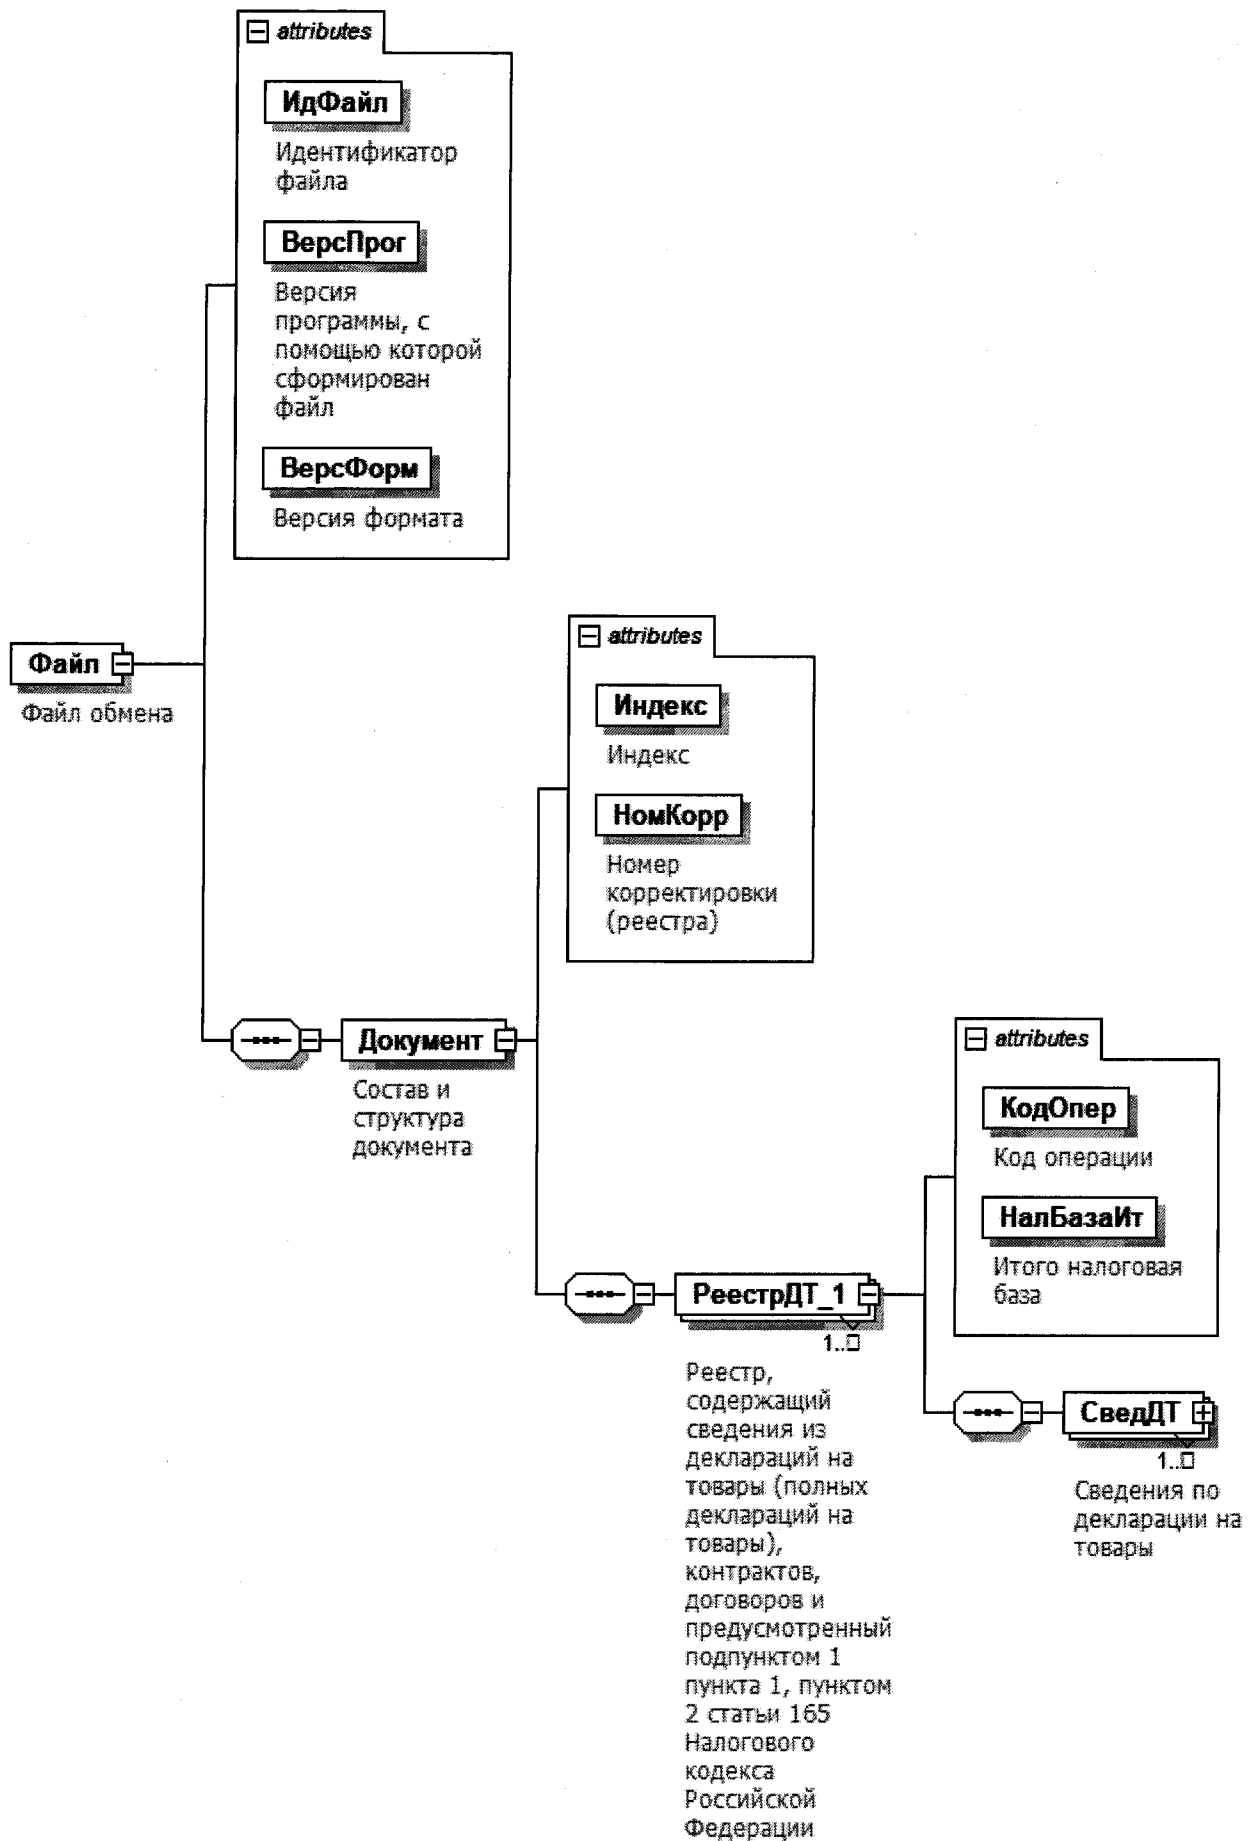 attributes
ИдФайл
Идентификатор
файла
ВерсПрог
Версия
программы, с
помощью которой
сформирован
файл
ВерсФорм
Версия формата
Файл
Файл обмена
attributes
Индекс
Индекс
НомКорр
Номер
корректировки
(реестра)
Документ
Состав и
структура
документа
attributes
КодОпер
Код операции
НалБазаИт
Итого налоговая
база
РеестрДТ_1
1..□
Реестр,
содержащий
сведения из
деклараций на
товары (полных
деклараций на
товары),
контрактов,
договоров и
предусмотренный
подпунктом 1
пункта 1, пунктом
2 статьи 165
Налогового
кодекса
Российской
Федерации
СведДТ
1..□
Сведения по
декларации на
товары